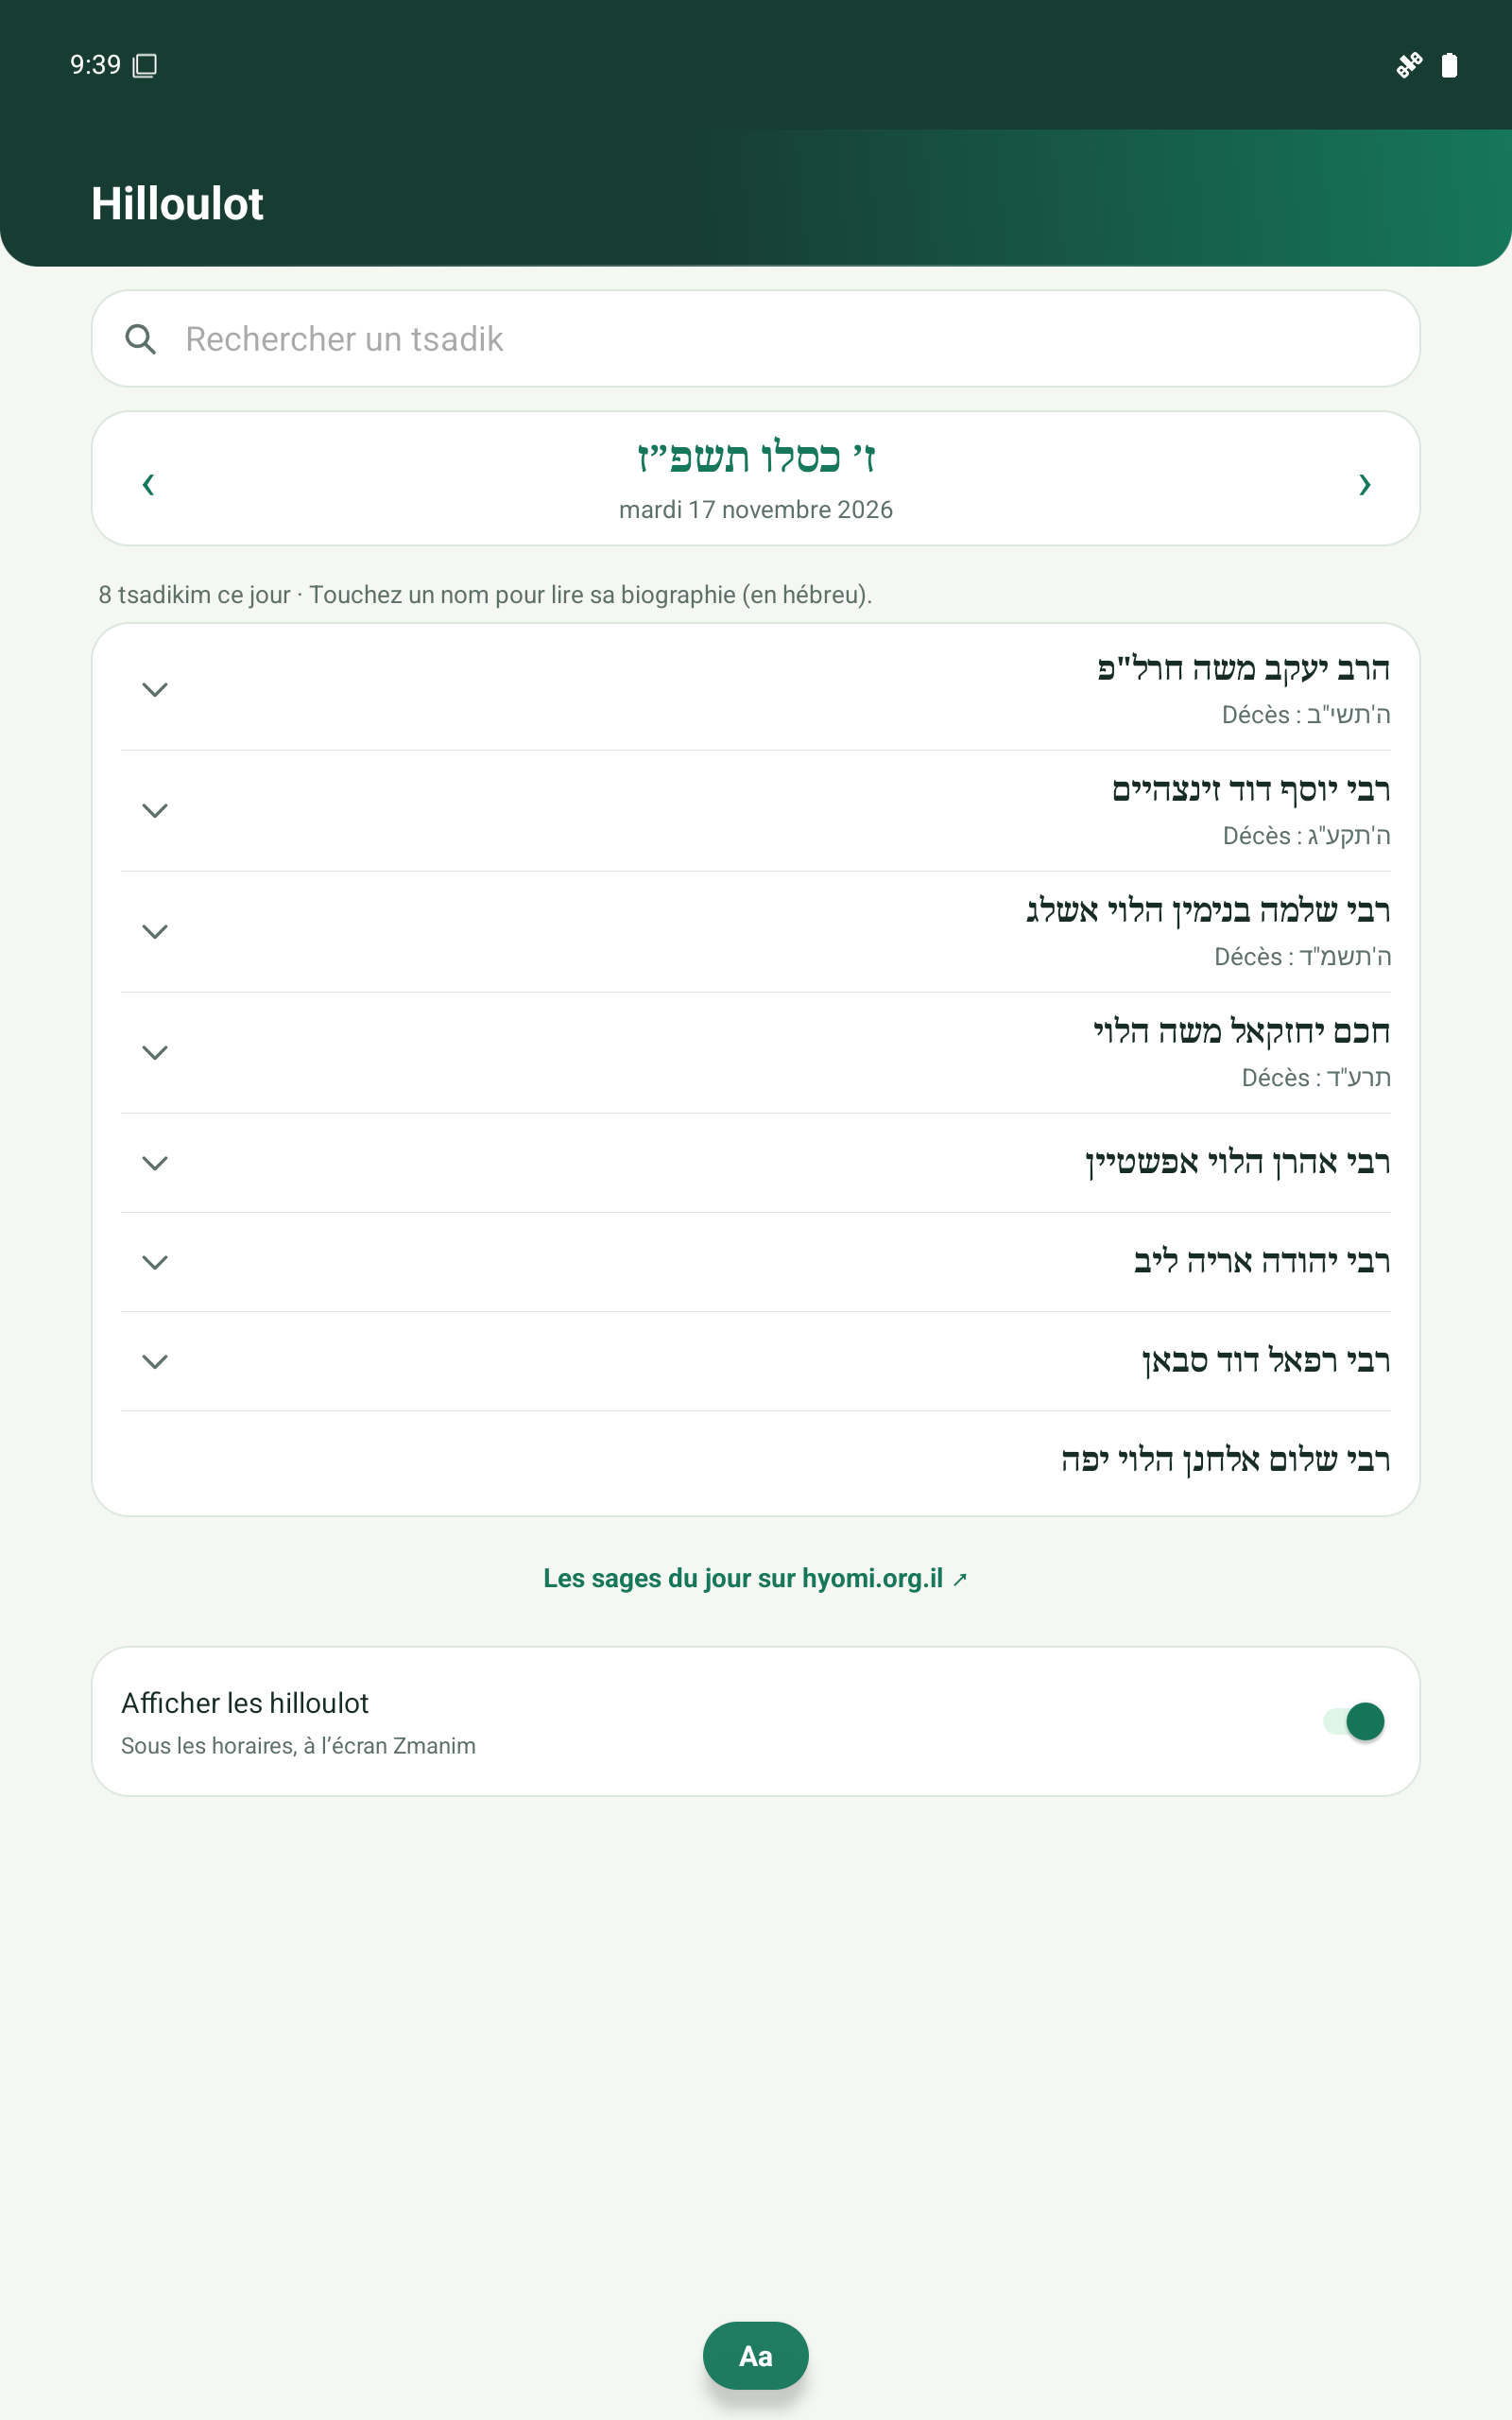 9:39
Hilloulot
Rechercher un tsadik
ז׳ כסלו תשפ״ז
‹
›
mardi 17 novembre 2026
8 tsadikim ce jour · Touchez un nom pour lire sa biographie (en hébreu).
הרב יעקב משה חרל"פ
Décès : ה'תשי"ב
רבי יוסף דוד זינצהיים
Décès : ה'תקע"ג
רבי שלמה בנימין הלוי אשלג
Décès : ה'תשמ"ד
חכם יחזקאל משה הלוי
Décès : תרע"ד
רבי אהרן הלוי אפשטיין
רבי יהודה אריה ליב
רבי רפאל דוד סבאן
רבי שלום אלחנן הלוי יפה
Les sages du jour sur hyomi.org.il ↗
Afficher les hilloulot
Sous les horaires, à l’écran Zmanim
Aa